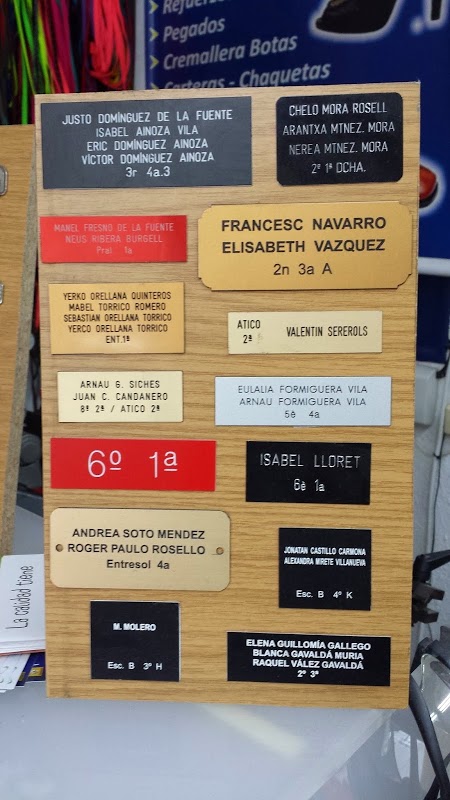 Pegados
Cremallera Botas
Carteras - Chaquetas
JUSTO DOMÍNGUEZ DE LA FUENTE
ISABEL AINOZA VILA
ERIC DOMÍNGUEZ AINOZA
VÍCTOR DOMÍNGUEZ AINOZA
3r 4a.3
CHELO MORA ROSELL
ARANTXA MTNEZ. MORA
NEREA MTNEZ. MORA
2º 1ª DCHA.
MANEL FRESNO DE LA FUENTE
NEUS RIBERA BURGELL
Pral 1a
FRANCESC NAVARRO
ELISABETH VAZQUEZ
2n 3a A
YERKO ORELLANA QUINTEROS
MABEL TORRICO ROMERO
SEBASTIAN ORELLANA TORRICO
YERCO ORELLANA TORRICO
ENT.1ª
ATICO
2ª
VALENTIN SEREROLS
ARNAU G. SICHES
JUAN C. CANDANERO
8º 2ª / ATICO 2ª
EULALIA FORMIGUERA VILA
ARNAU FORMIGUERA VILA
5è 4a
6º 1ª
ISABEL LLORET
6è 1a
ANDREA SOTO MENDEZ
ROGER PAULO ROSELLO
Entresol 4a
JONATAN CASTILLO CARMONA
ALEXANDRA MIRETE VILLANUEVA
Esc. B 4º K
M. MOLERO
Esc. B 3º H
ELENA GUILLOMÍA GALLEGO
BLANCA GAVALDÁ MURIA
RAQUEL VÁLEZ GAVALDÁ
2º 3ª
La calidad tiene